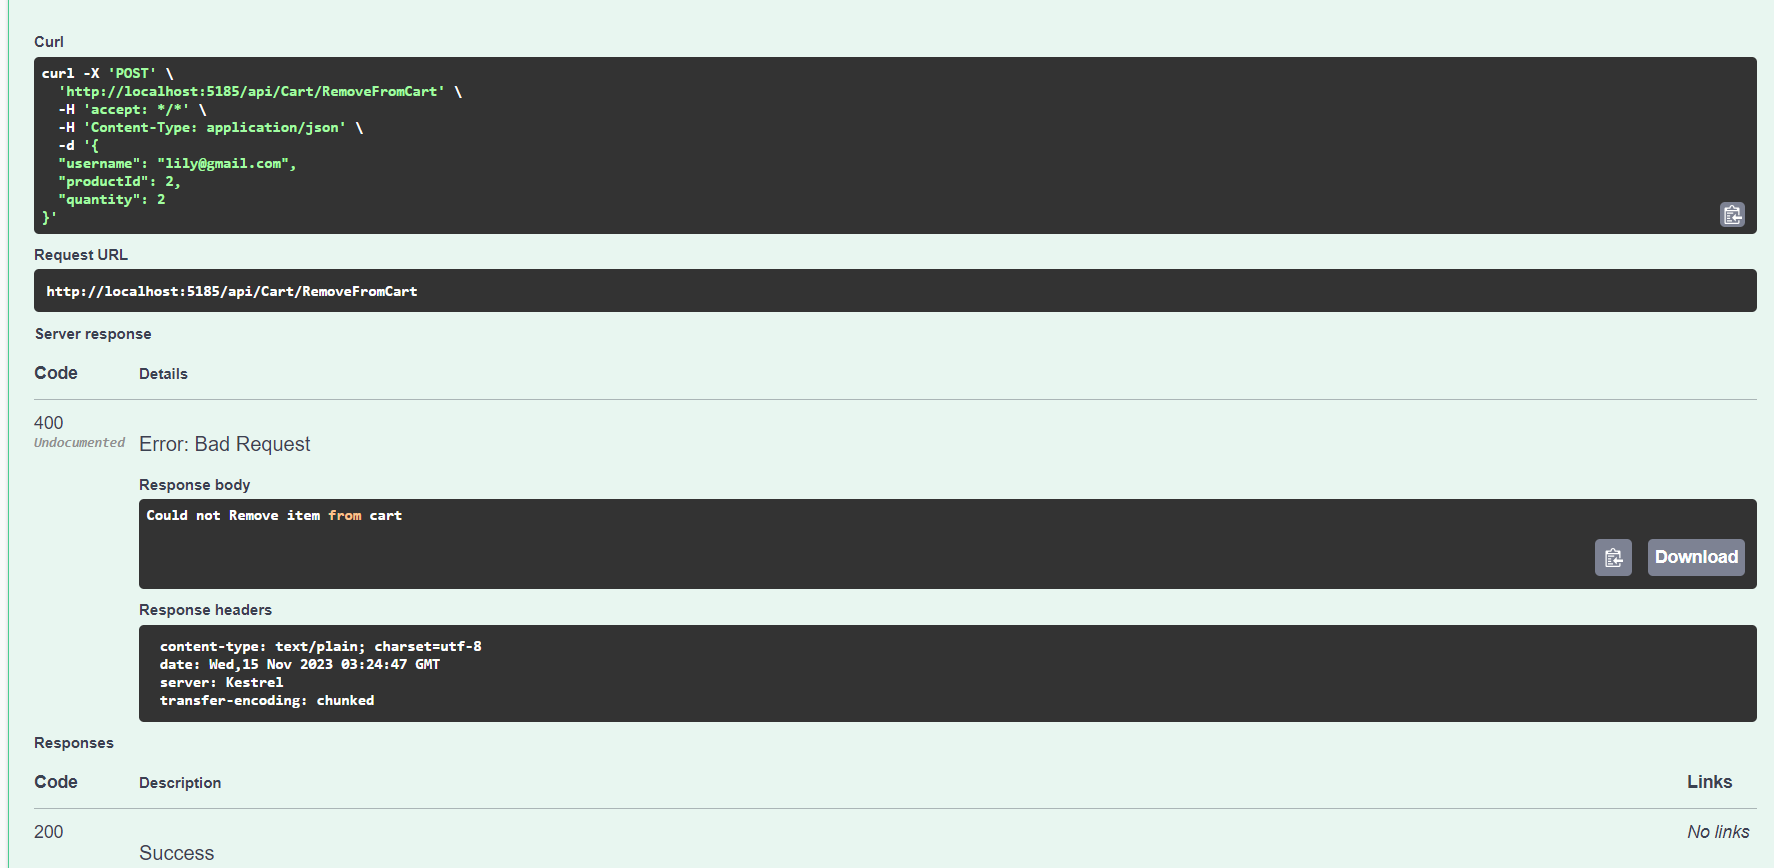 Curl
curl -X 'POST' \
'http://localhost:5185/api/Cart/RemoveFromCart' \
-H 'accept: */*' \
-H 'Content-Type: application/json' \
-d '{
"username": "lily@gmail.com",
"productId": 2,
"quantity": 2
}'
Request URL
http://localhost:5185/api/Cart/RemoveFromCart
Server response
Code Details
400
Undocumented
Error: Bad Request
Response body
Could not Remove item from cart
Download
Response headers
content-type: text/plain; charset=utf-8
date: Wed,15 Nov 2023 03:24:47 GMT
server: Kestrel
transfer-encoding: chunked
Responses
Code Description Links
200 No links
Success